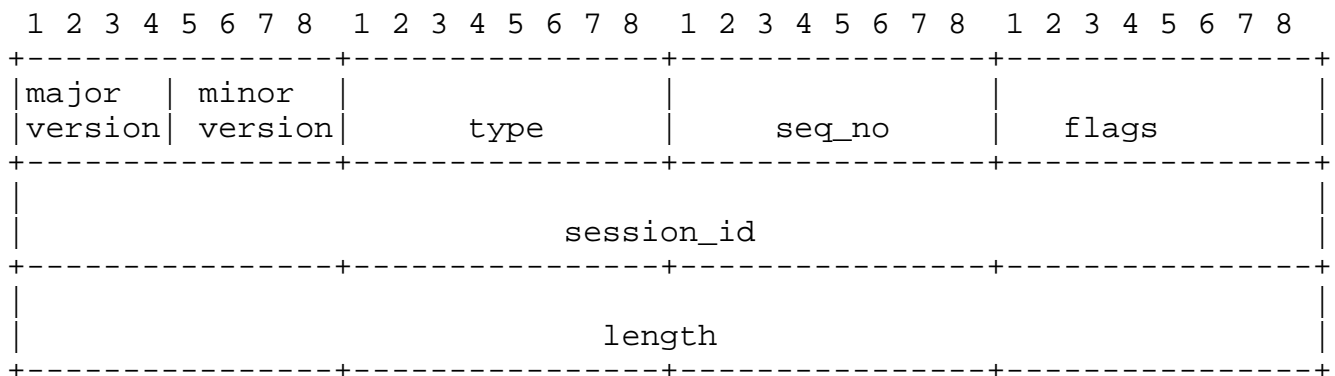 1 2 3 4 5 6 7 8 1 2 3 4 5 6 7 8 1 2 3 4 5 6 7 8 1 2 3 4 5 6 7 8
major minor
version version type seq_no flags
session_id
length